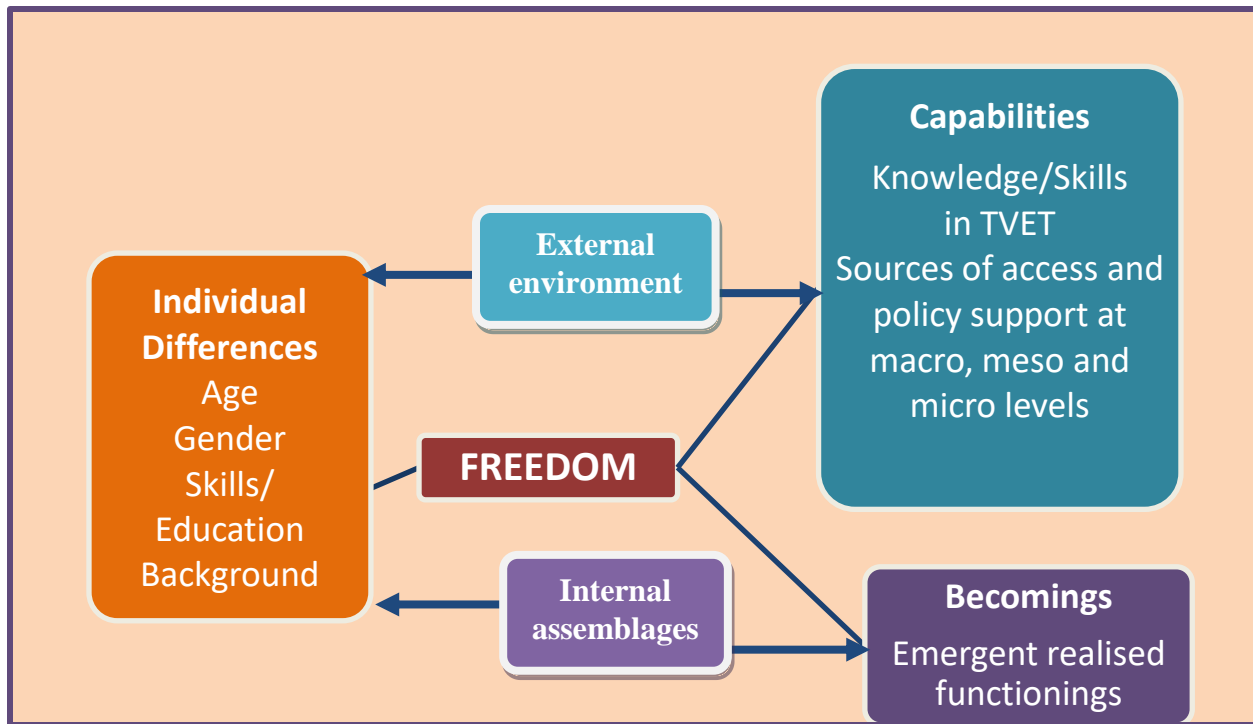 Individual
Differences
Age
Gender
Skills/
Education
Background
External
environment
FREEDOM
Internal
assemblages
Capabilities
Knowledge/Skills
in TVET
Sources of access and
policy support at
macro, meso and
micro levels
Becomings
Emergent realised
functionings